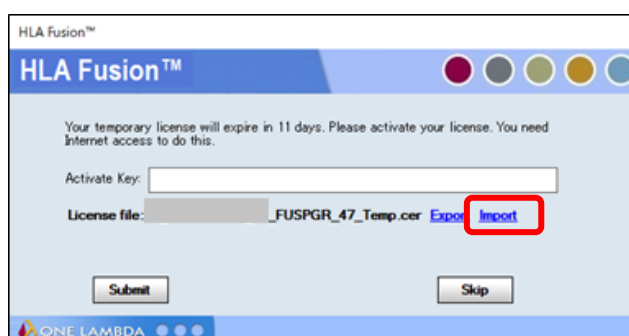 HLA Fusion™
HLA Fusion™
Your temporary license will expire in 11 days. Please activate your license. You need
Internet access to do this.
Activate Key:
License file: _FUSPGR_47_Temp.cer Expor Import
Submit Skip
ONE LAMBDA